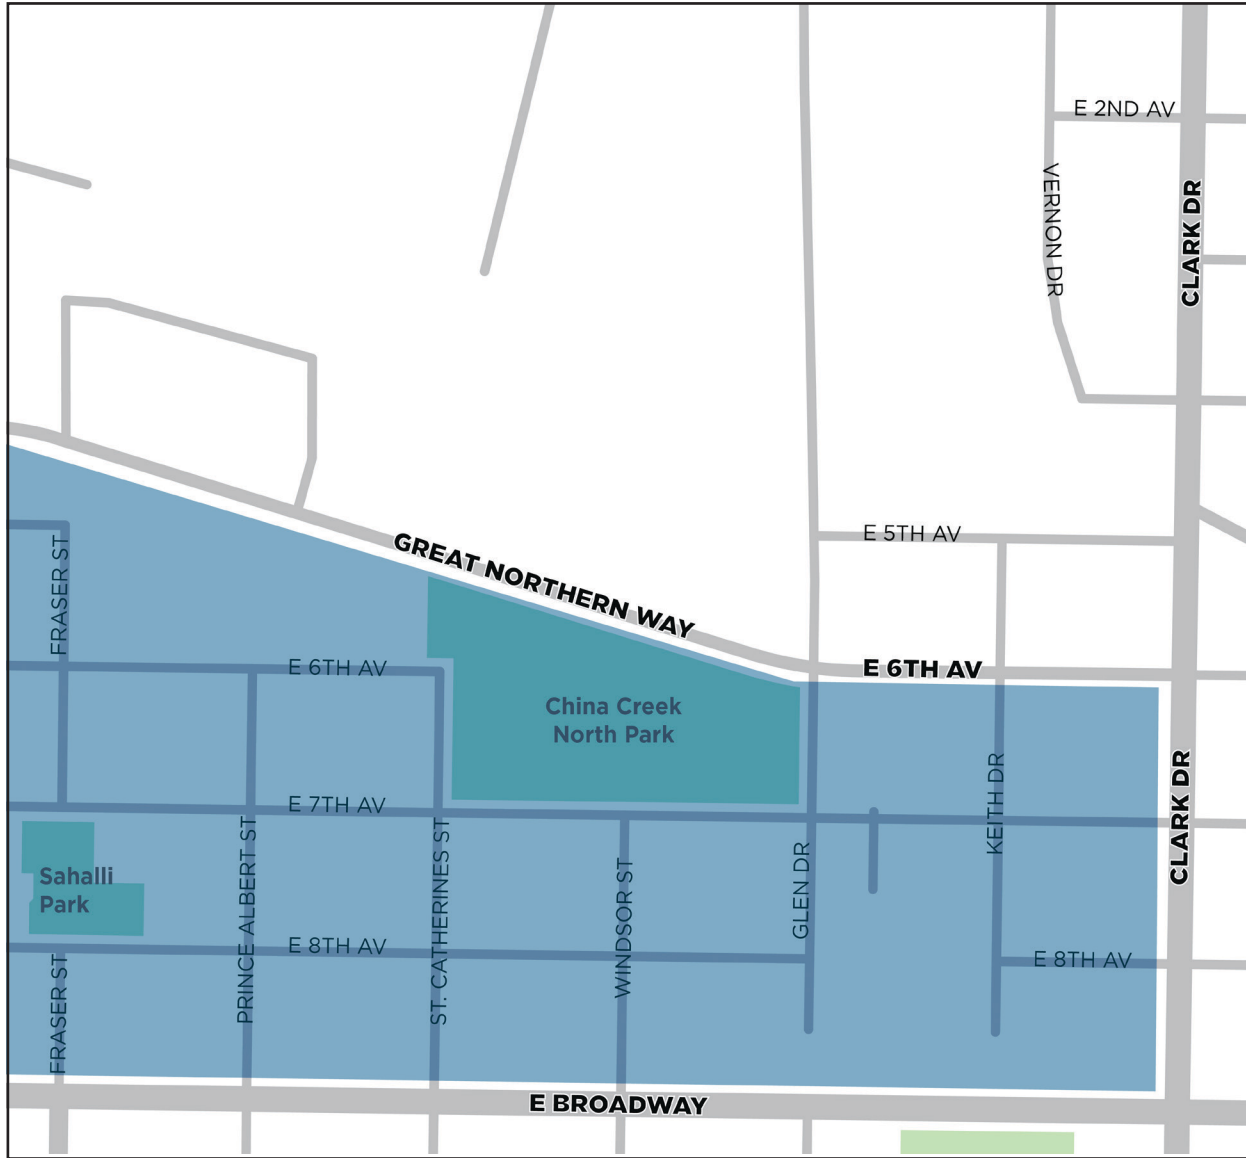 E 2ND AV
VERNON DR
CLARK DR
E 5TH AV
GREAT NORTHERN WAY
FRASER ST
E 6TH AV
E 6TH AV
China Creek
North Park
E 7TH AV
KEITH DR
CLARK DR
Sahalli
Park
PRINCE ALBERT ST
ST. CATHERINES ST
WINDSOR ST
GLEN DR
E 8TH AV
E 8TH AV
FRASER ST
E BROADWAY